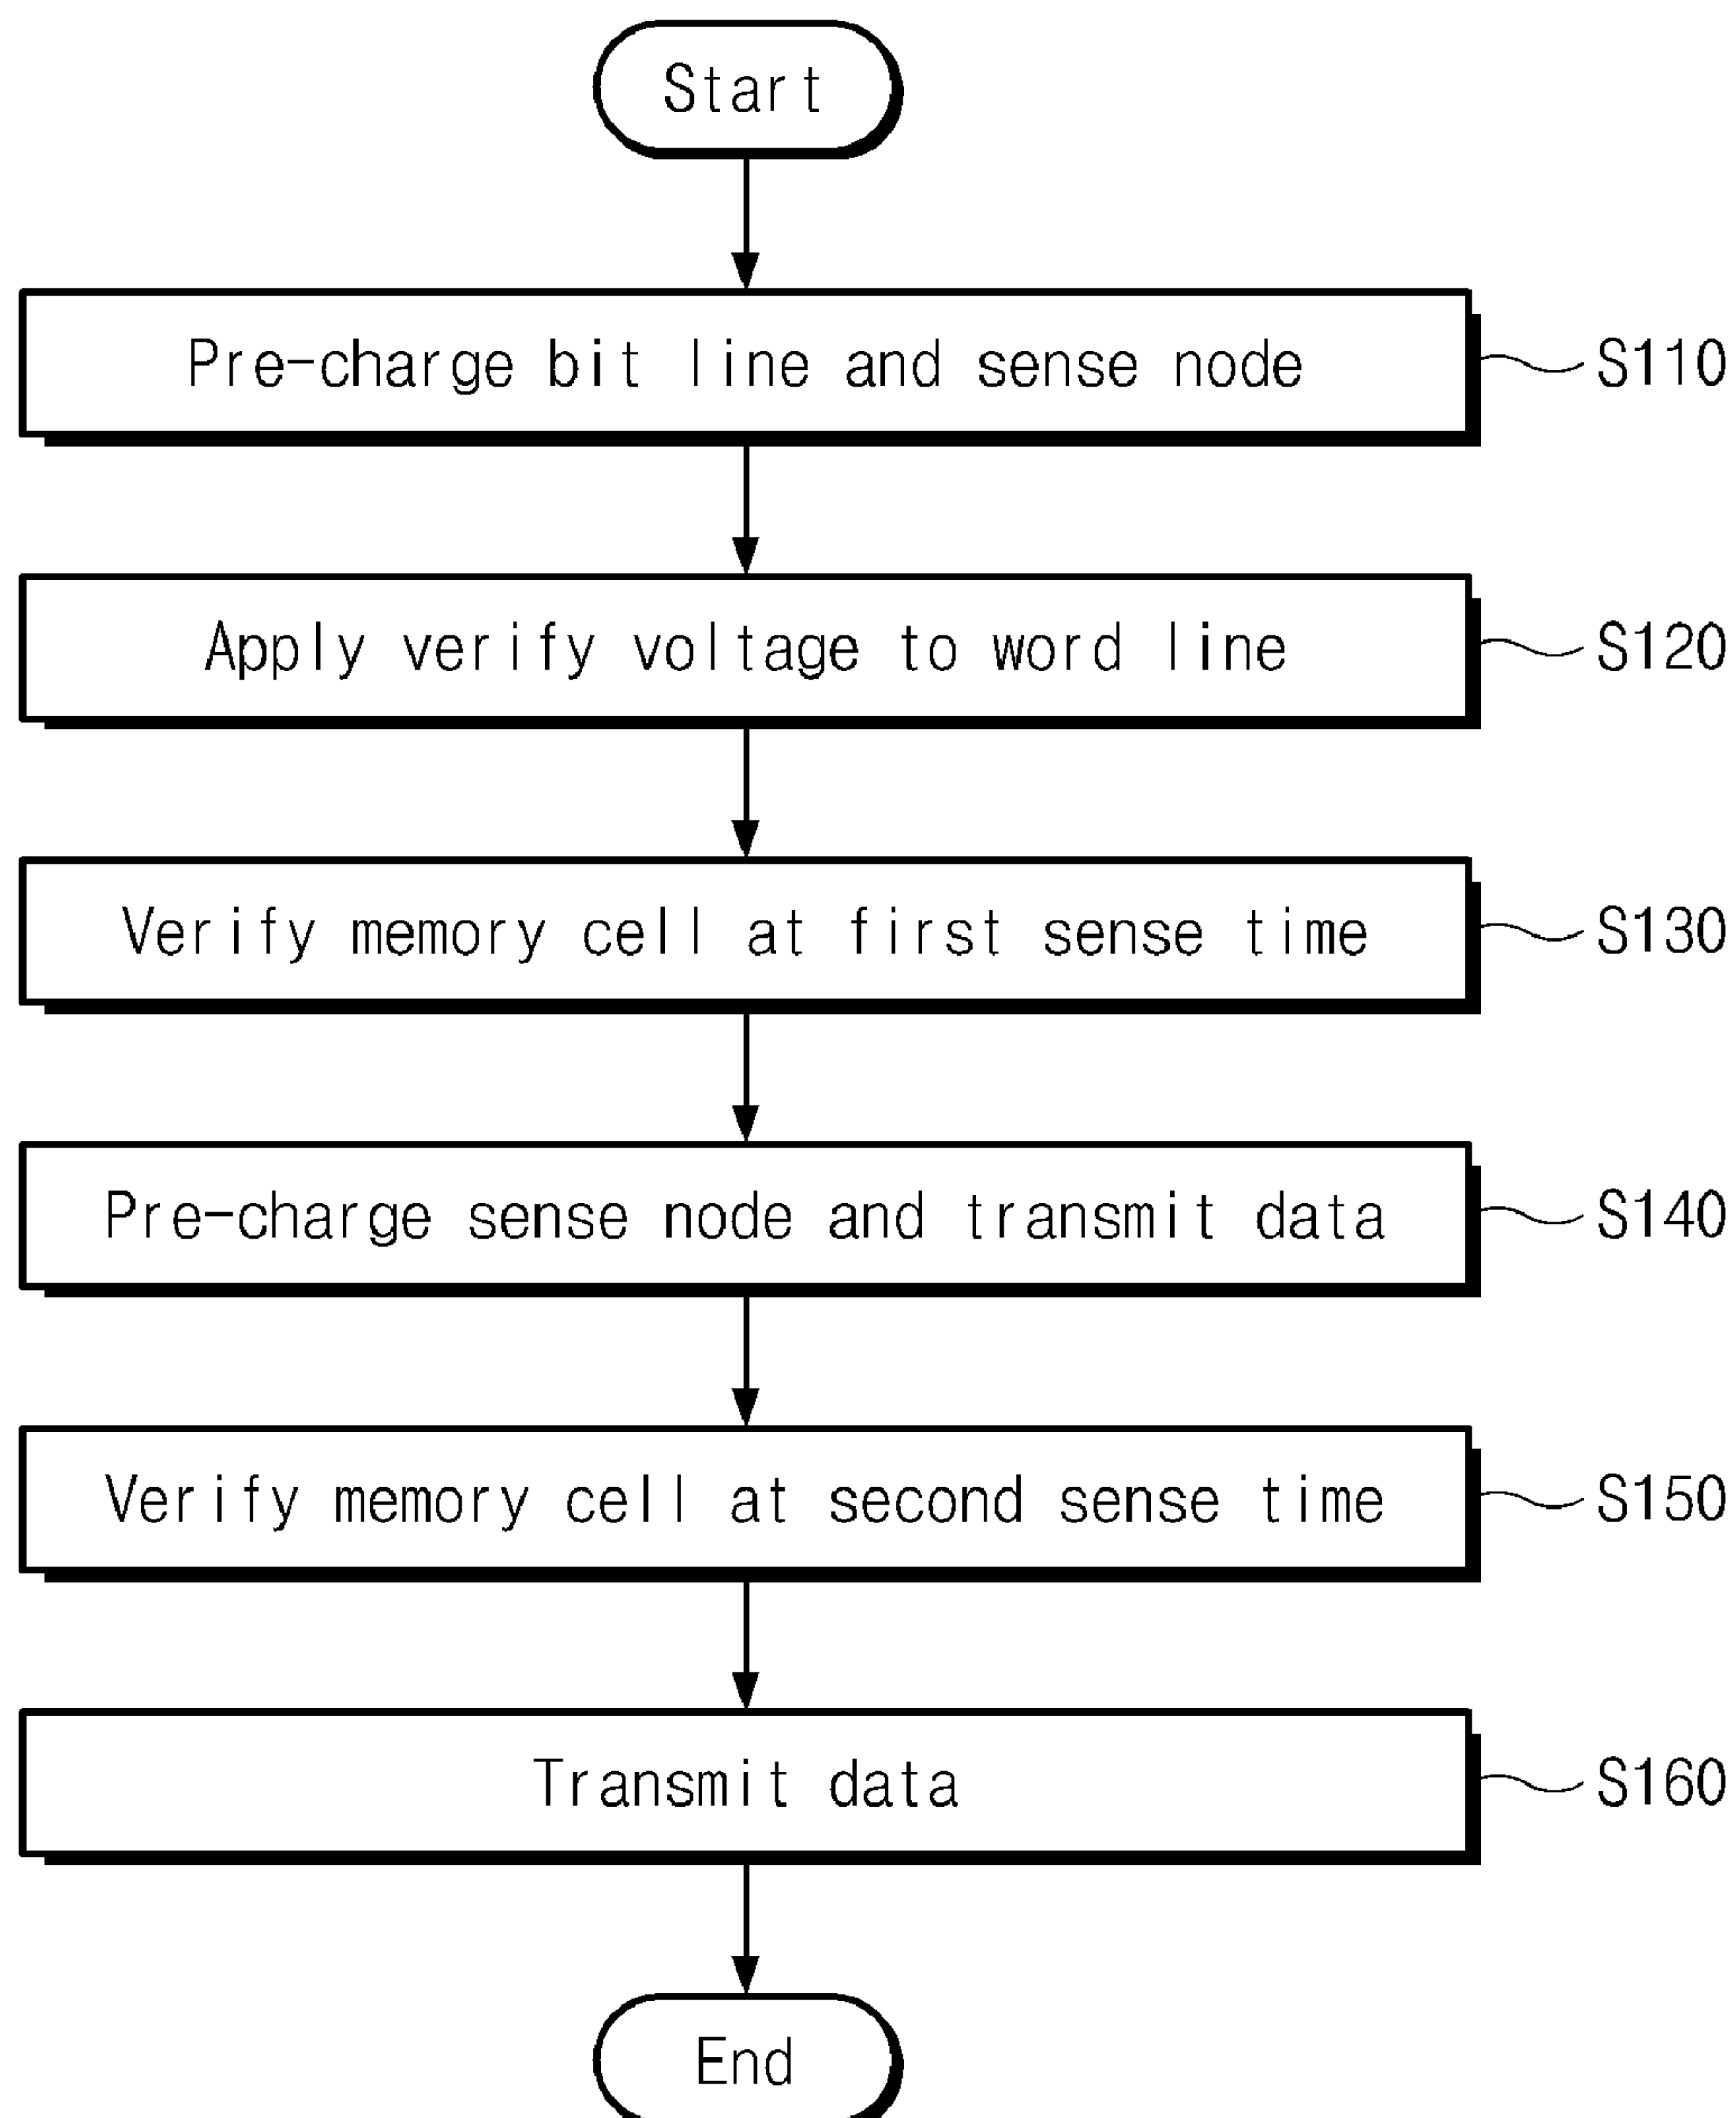 Start
Pre-charge bit line and sense node
S110
Apply verify voltage to word line
S120
Verify memory cell at first sense time
S130
Pre-charge sense node and transmit data
S140
Verify memory cell at second sense time
S150
Transmit data
S160
End